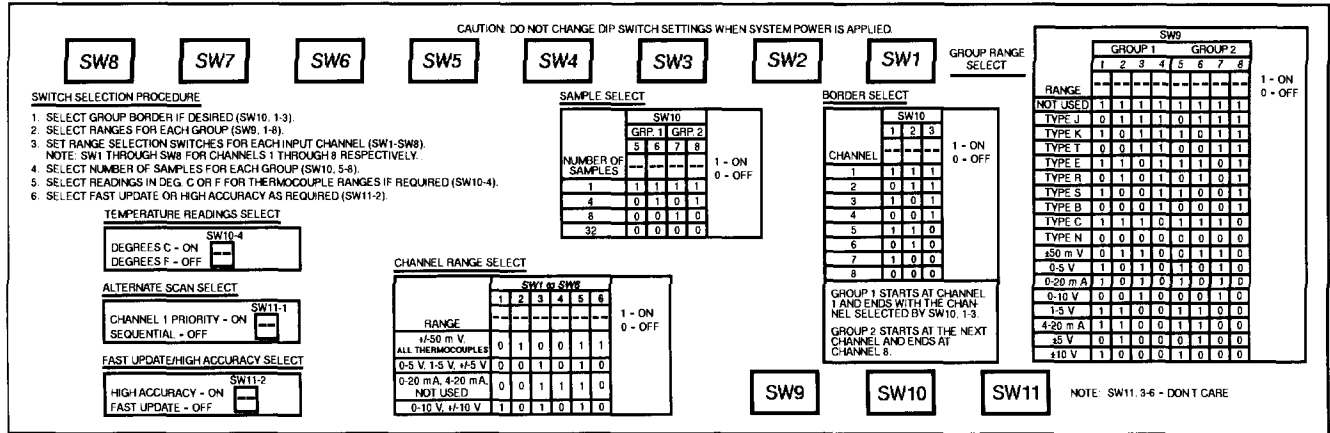 CAUTION: DO NOT CHANGE DIP SWITCH SETTINGS WHEN SYSTEM POWER IS APPLIED.
SW8 SW7 SW6 SW5 SW4 SW3 SW2 SW1
SWITCH SELECTION PROCEDURE
1. SELECT GROUP BORDER IF DESIRED (SW10, 1-3).
2. SELECT RANGES FOR EACH GROUP (SW9, 1-8).
3. SET RANGE SELECTION SWITCHES FOR EACH INPUT CHANNEL (SW1-SW8).
NOTE: SW1 THROUGH SW8 FOR CHANNELS 1 THROUGH 8 RESPECTIVELY.
4. SELECT NUMBER OF SAMPLES FOR EACH GROUP (SW10, 5-8).
5. SELECT READINGS IN DEG. C OR F FOR THERMOCOUPLE RANGES IF REQUIRED (SW10-4).
6. SELECT FAST UPDATE OR HIGH ACCURACY AS REQUIRED (SW11-2).
TEMPERATURE READINGS SELECT
SW10-4
DEGREES C - ON
DEGREES F - OFF
ALTERNATE SCAN SELECT
SW11-1
CHANNEL 1 PRIORITY - ON
SEQUENTIAL - OFF
FAST UPDATE/HIGH ACCURACY SELECT
SW11-2
HIGH ACCURACY - ON
FAST UPDATE - OFF
CHANNEL RANGE SELECT
SW1 to SW8
1 2 3 4 5 6
RANGE
1 - ON
0 - OFF
+/-50 m V,
ALL THERMOCOUPLES 0 1 0 0 1 1
0-5 V, 1-5 V, +/-5 V 0 0 1 0 1 0
0-20 mA, 4-20 mA,
NOT USED 0 0 1 1 1 0
0-10 V, +/-10 V 1 0 1 0 1 0
SAMPLE SELECT
SW10
GRP. 1 GRP. 2
5 6 7 8
NUMBER OF
SAMPLES
1 - ON
0 - OFF
1 1 1 1 1
4 0 1 0 1
8 0 0 1 0
32 0 0 0 0
BORDER SELECT
SW10
1 2 3
CHANNEL
1 - ON
0 - OFF
1 1 1 1
2 0 1 1
3 1 0 1
4 0 0 1
5 1 1 0
6 0 1 0
7 1 0 0
8 0 0 0
GROUP 1 STARTS AT CHANNEL
1 AND ENDS WITH THE CHAN-
NEL SELECTED BY SW10, 1-3.
GROUP 2 STARTS AT THE NEXT
CHANNEL AND ENDS AT
CHANNEL 8.
GROUP RANGE
SELECT
SW9
GROUP 1 GROUP 2
1 2 3 4 5 6 7 8
RANGE
1 - ON
0 - OFF
NOT USED 1 1 1 1 1 1 1 1
TYPE J 0 1 1 1 0 1 1 1
TYPE K 1 0 1 1 1 0 1 1
TYPE T 0 0 1 1 0 0 1 1
TYPE E 1 1 0 1 1 1 0 1
TYPE R 0 1 0 1 0 1 0 1
TYPE S 1 0 0 1 1 0 0 1
TYPE B 0 0 0 1 0 0 0 1
TYPE C 1 1 1 0 1 1 1 0
TYPE N 0 0 0 0 0 0 0 0
±50 m V 0 1 1 0 0 1 1 0
0-5 V 1 0 1 0 1 0 1 0
0-20 m A 1 0 1 0 1 0 1 0
0-10 V 0 0 1 0 0 0 1 0
1-5 V 1 1 0 0 1 1 0 0
4-20 m A 1 1 0 0 1 1 0 0
±5 V 0 1 0 0 0 1 0 0
±10 V 1 0 0 0 1 0 0 0
SW9 SW10 SW11
NOTE: SW11, 3-6 - DON'T CARE